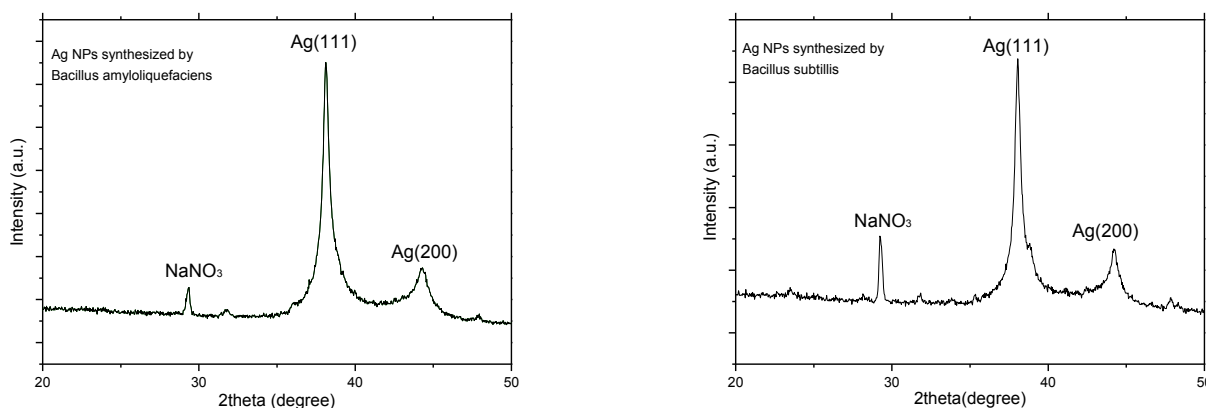 Ag NPs synthesized by
Bacillus amyloliquefaciens
Ag(111)
NaNO₃
Ag(200)
Intensity (a.u.)
20
30
40
50
2theta (degree)
Ag NPs synthesized by
Bacillus subtillis
Ag(111)
NaNO₃
Ag(200)
Intensity (a.u.)
20
30
40
50
2theta(degree)